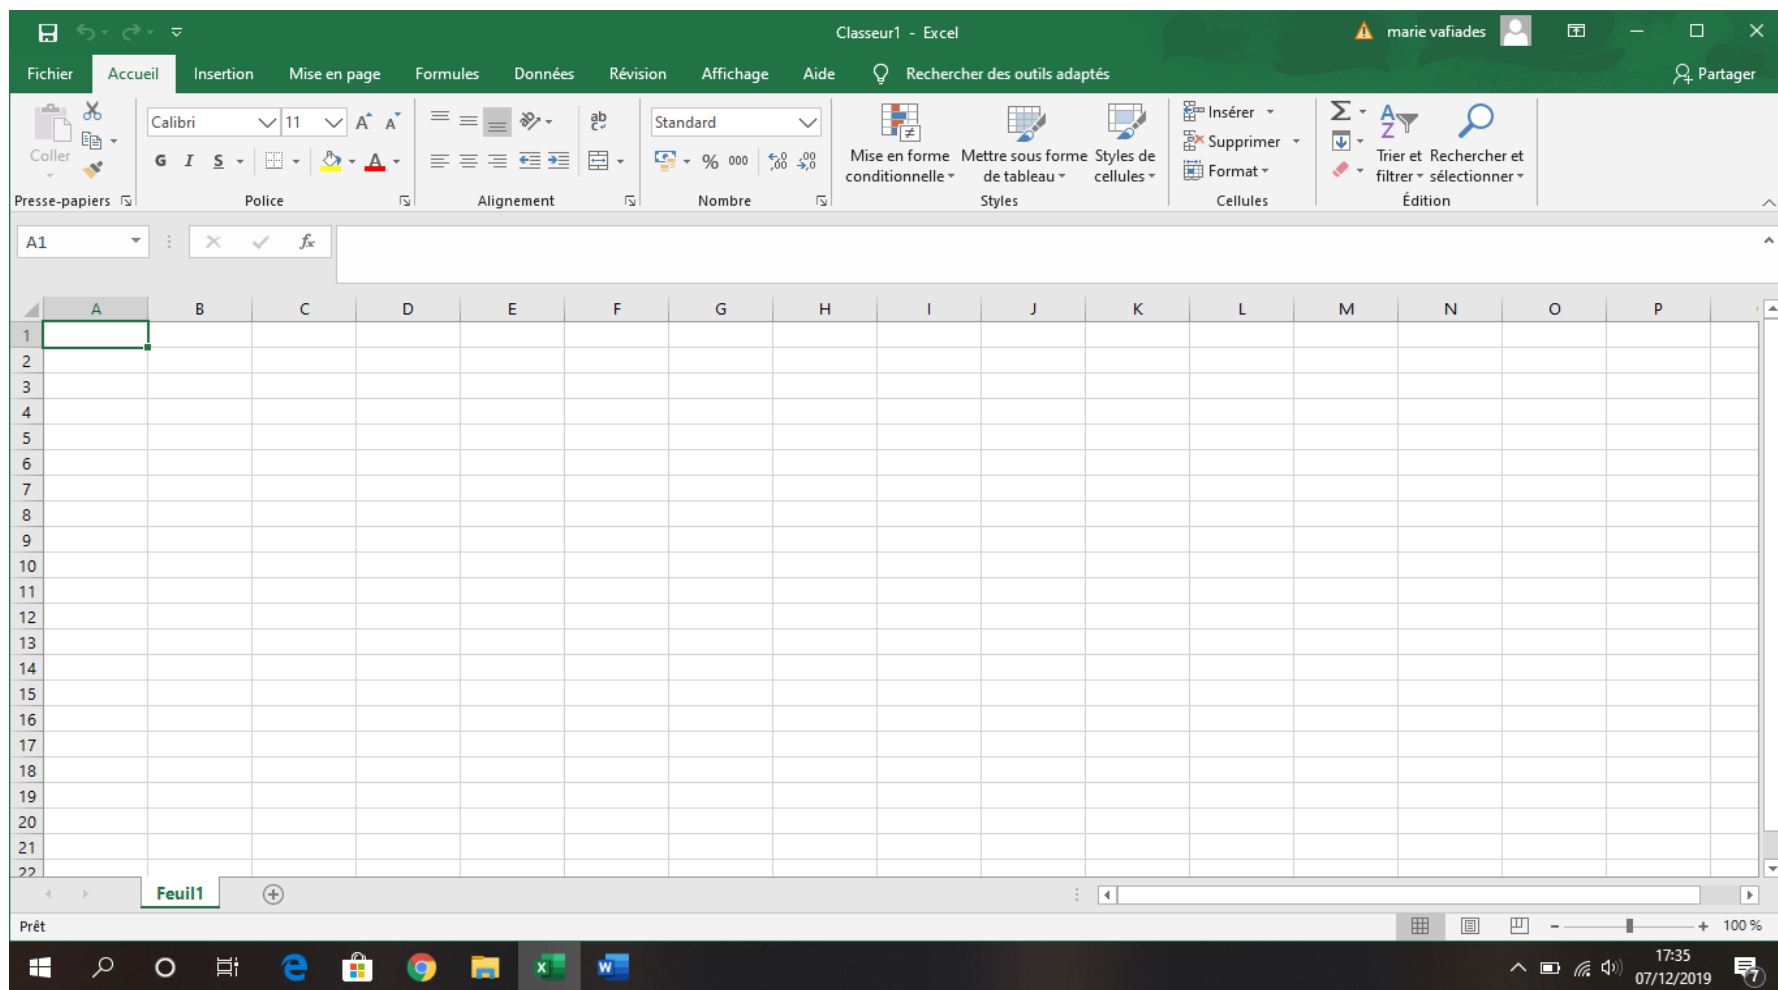 Classeur1 - Excel
marie vafiades
Fichier Accueil Insertion Mise en page Formules Données Révision Affichage Aide Rechercher des outils adaptés Partager
Coller
Presse-papiers
Calibri 11
G I S
Police
Alignement
Standard
% 000
Nombre
Mise en forme conditionnelle
Mettre sous forme de tableau
Styles de cellules
Styles
Insérer
Supprimer
Format
Cellules
Trier et filtrer
Rechercher et sélectionner
Édition
A1
fx
A B C D E F G H I J K L M N O P
1
2
3
4
5
6
7
8
9
10
11
12
13
14
15
16
17
18
19
20
21
22
Feuil1
Prêt
100 %
17:35
07/12/2019
7